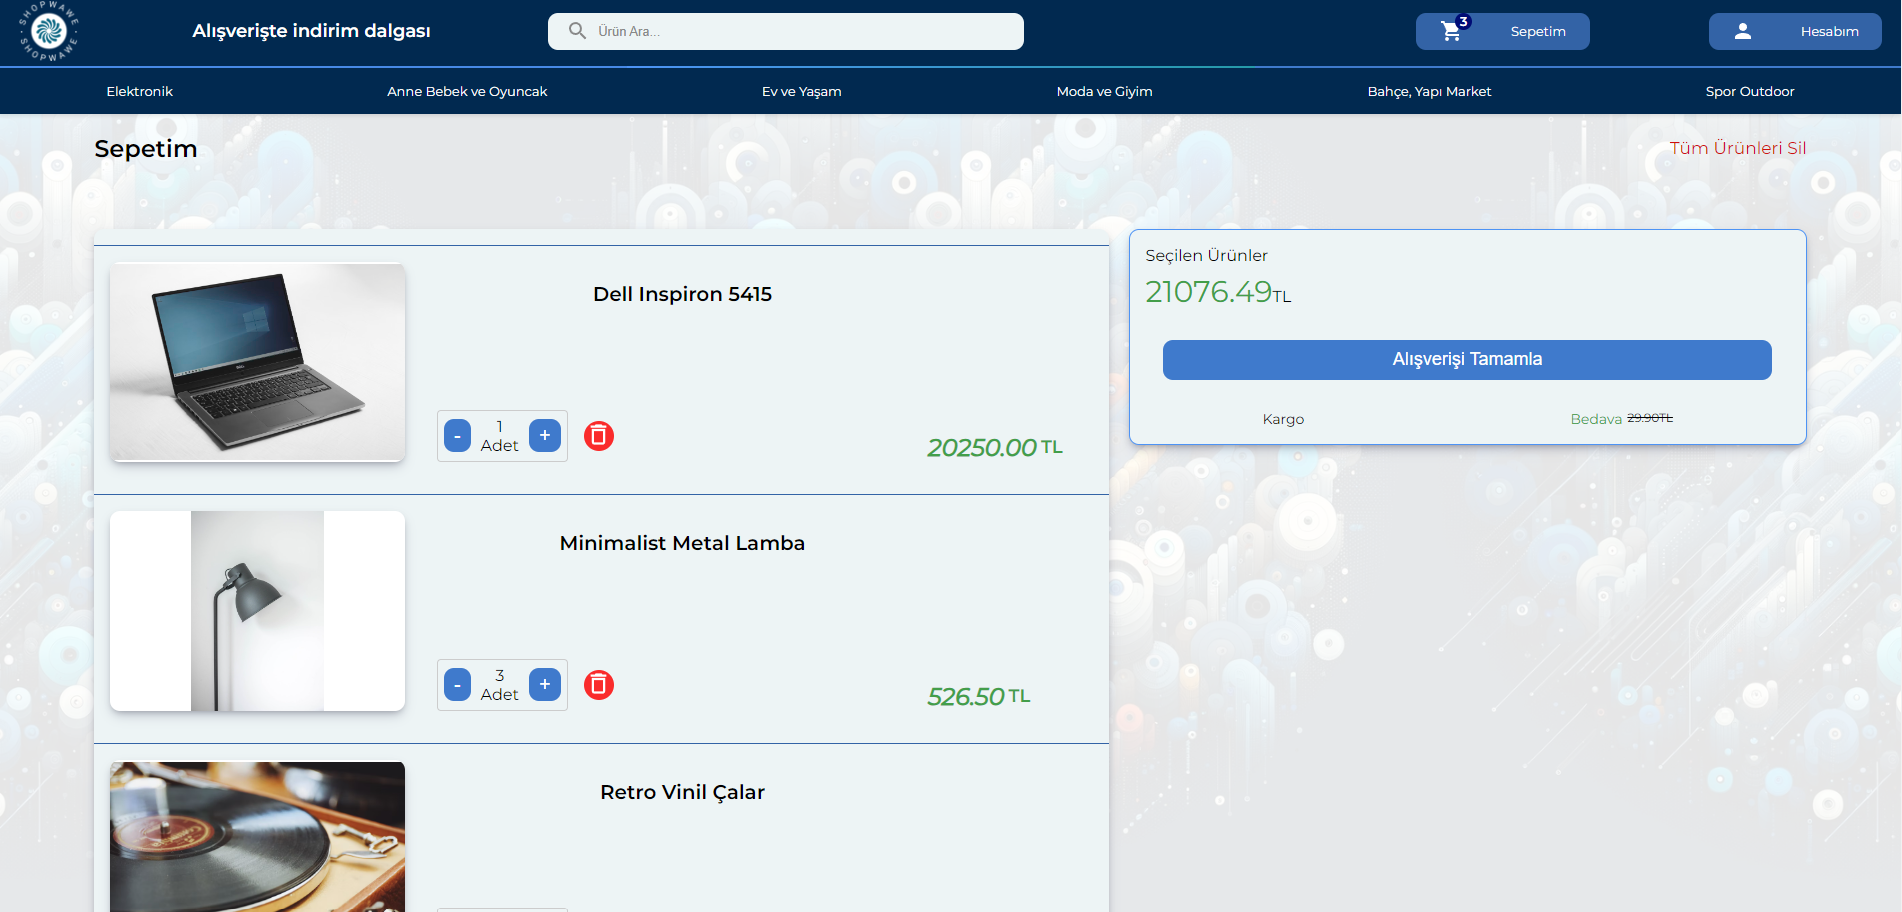 SHOPWAWE
SHOPWAWE
Alışverişte indirim dalgası
Ürün Ara...
3
Sepetim
Hesabım
Elektronik
Anne Bebek ve Oyuncak
Ev ve Yaşam
Moda ve Giyim
Bahçe, Yapı Market
Spor Outdoor
Sepetim
Tüm Ürünleri Sil
Dell Inspiron 5415
-
1
Adet
+
20250.00 TL
Minimalist Metal Lamba
-
3
Adet
+
526.50 TL
Retro Vinil Çalar
Seçilen Ürünler
21076.49TL
Alışverişi Tamamla
Kargo
Bedava 29.90TL